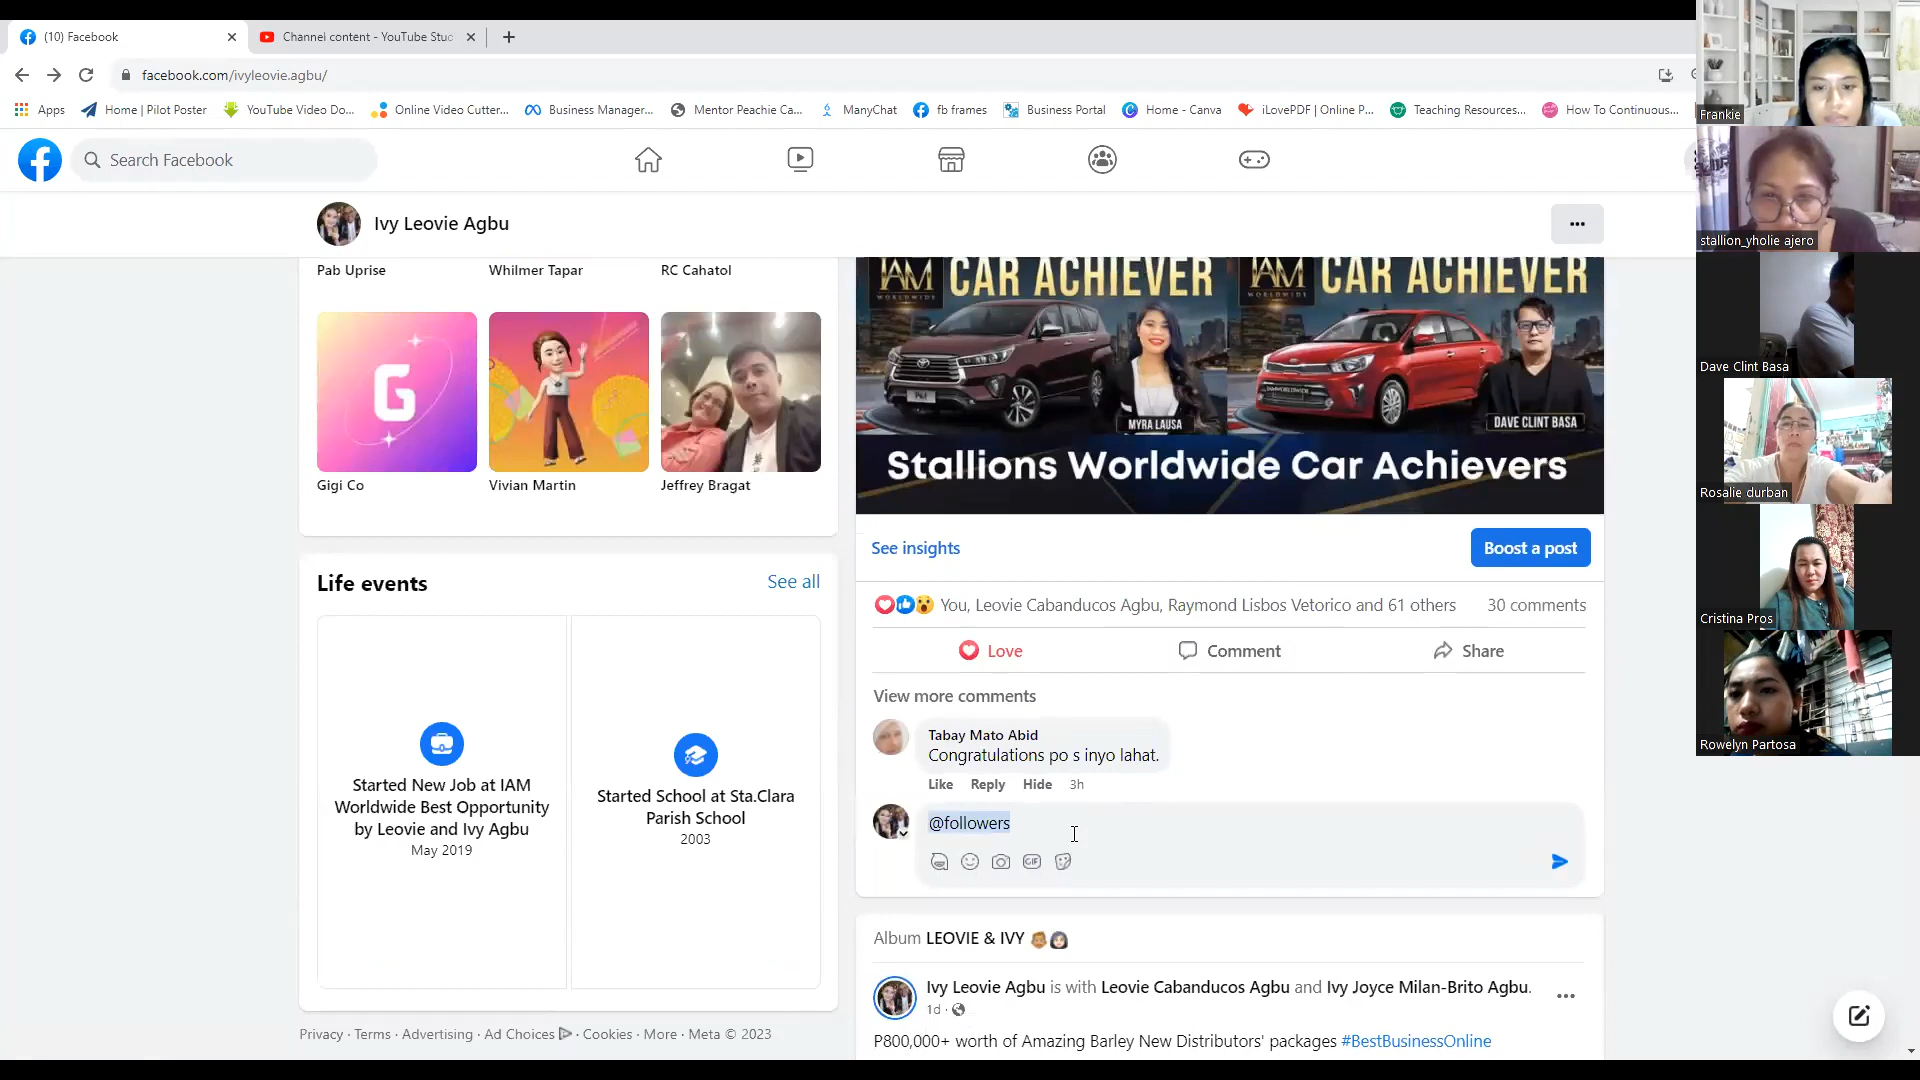 (10) Facebook
Channel content - YouTube Stud
facebook.com/ivyleovie.agbu/
Apps
Home | Pilot Poster
YouTube Video Do...
Online Video Cutter...
Business Manager...
Mentor Peachie Ca...
ManyChat
fb frames
Business Portal
Home - Canva
iLovePDF | Online P...
Teaching Resources...
How To Continuous...
Search Facebook
Ivy Leovie Agbu
...
Pab Uprise
Whilmer Tapar
RC Cahatol
G
Gigi Co
Vivian Martin
Jeffrey Bragat
IAM WORLDWIDE
CAR ACHIEVER
IAM WORLDWIDE
CAR ACHIEVER
MYRA LAUSA
DAVE CLINT BASA
Stallions Worldwide Car Achievers
See insights
Boost a post
You, Leovie Cabanducos Agbu, Raymond Lisbos Vetorico and 61 others
30 comments
Love
Comment
Share
View more comments
Tabay Mato Abid
Congratulations po s inyo lahat.
Like Reply Hide 3h
@followers
GIF
Life events
See all
Started New Job at IAM
Worldwide Best Opportunity
by Leovie and Ivy Agbu
May 2019
Started School at Sta.Clara
Parish School
2003
Privacy · Terms · Advertising · Ad Choices · Cookies · More · Meta © 2023
Album LEOVIE & IVY
Ivy Leovie Agbu is with Leovie Cabanducos Agbu and Ivy Joyce Milan-Brito Agbu.
1d ·
P800,000+ worth of Amazing Barley New Distributors' packages #BestBusinessOnline
Frankie
stallion_yholie ajero
Dave Clint Basa
Rosalie durban
Cristina Pros
Rowelyn Partosa